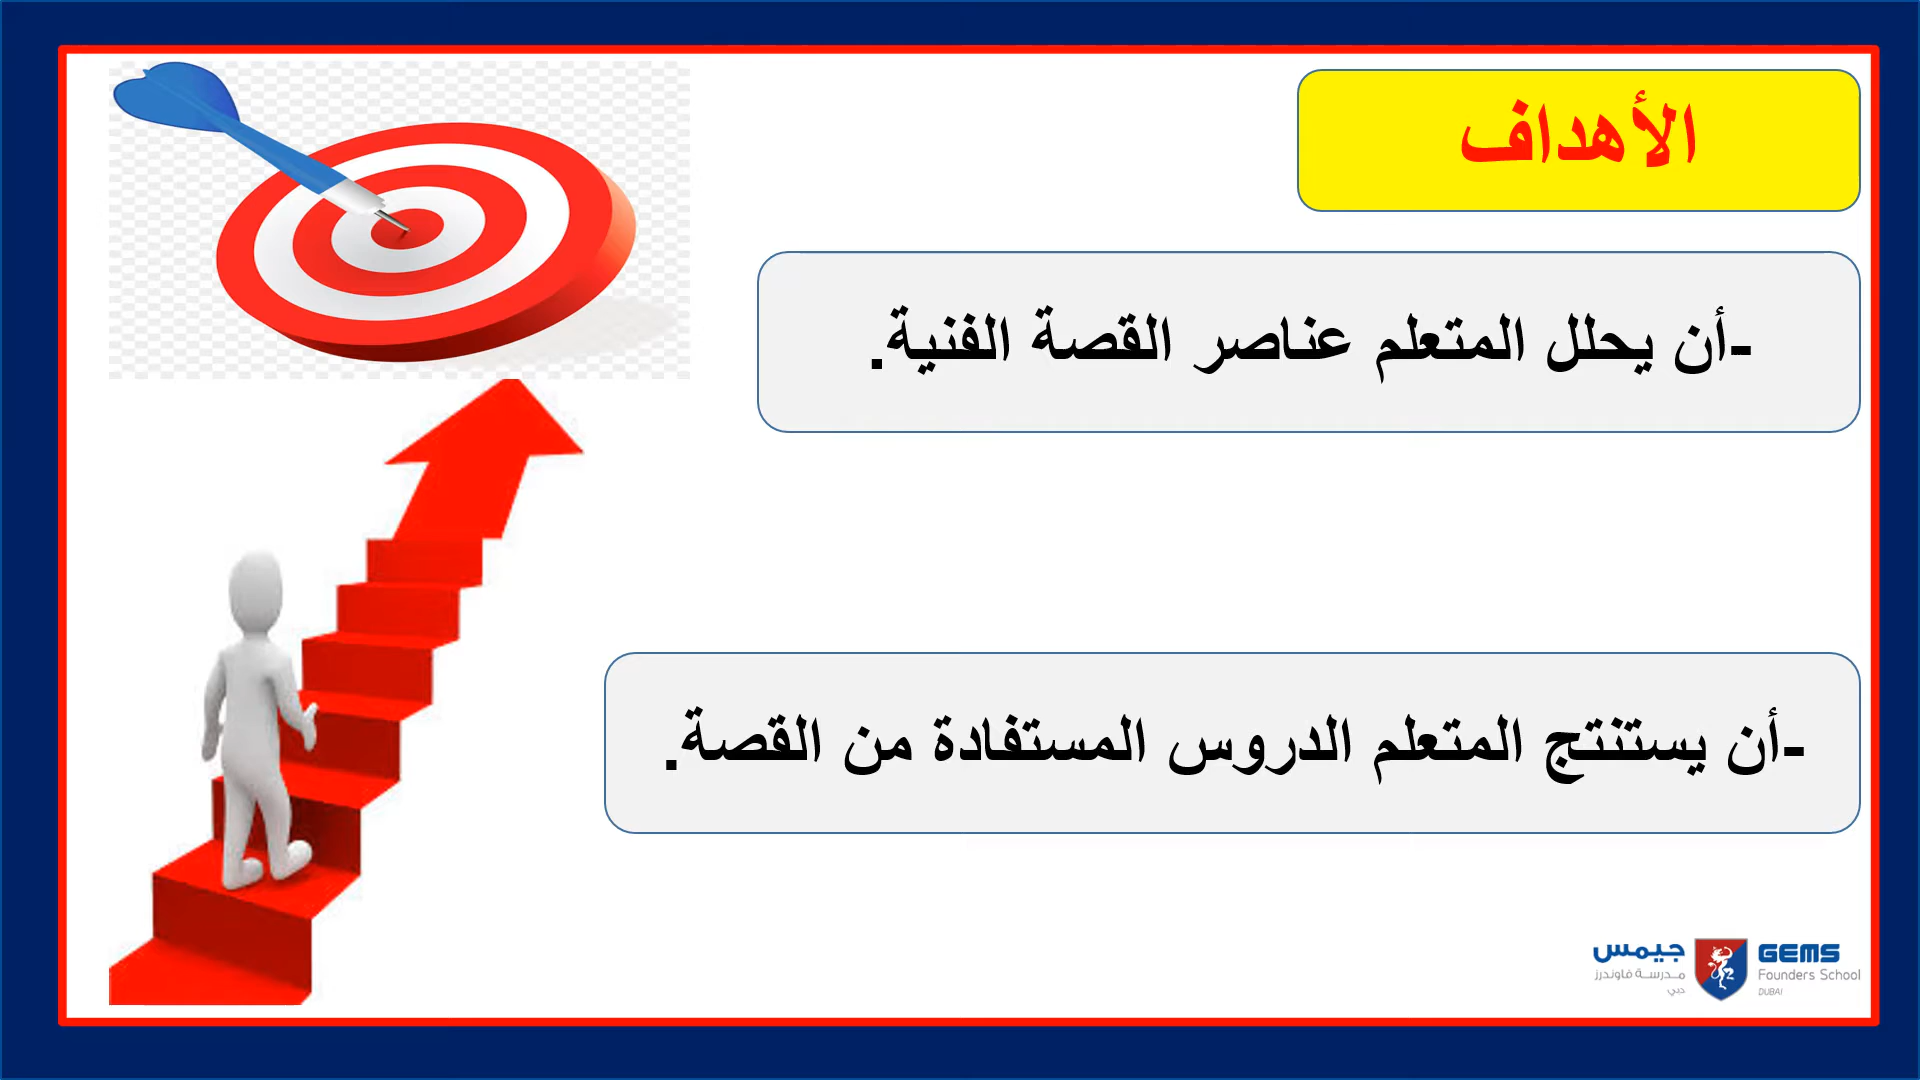 الأهداف
-أن يحلل المتعلم عناصر القصة الفنية.
-أن يستنتج المتعلم الدروس المستفادة من القصة.
جيمس
مدرسة فاوندرز
دبي
GEMS
Founders School
DUBAI